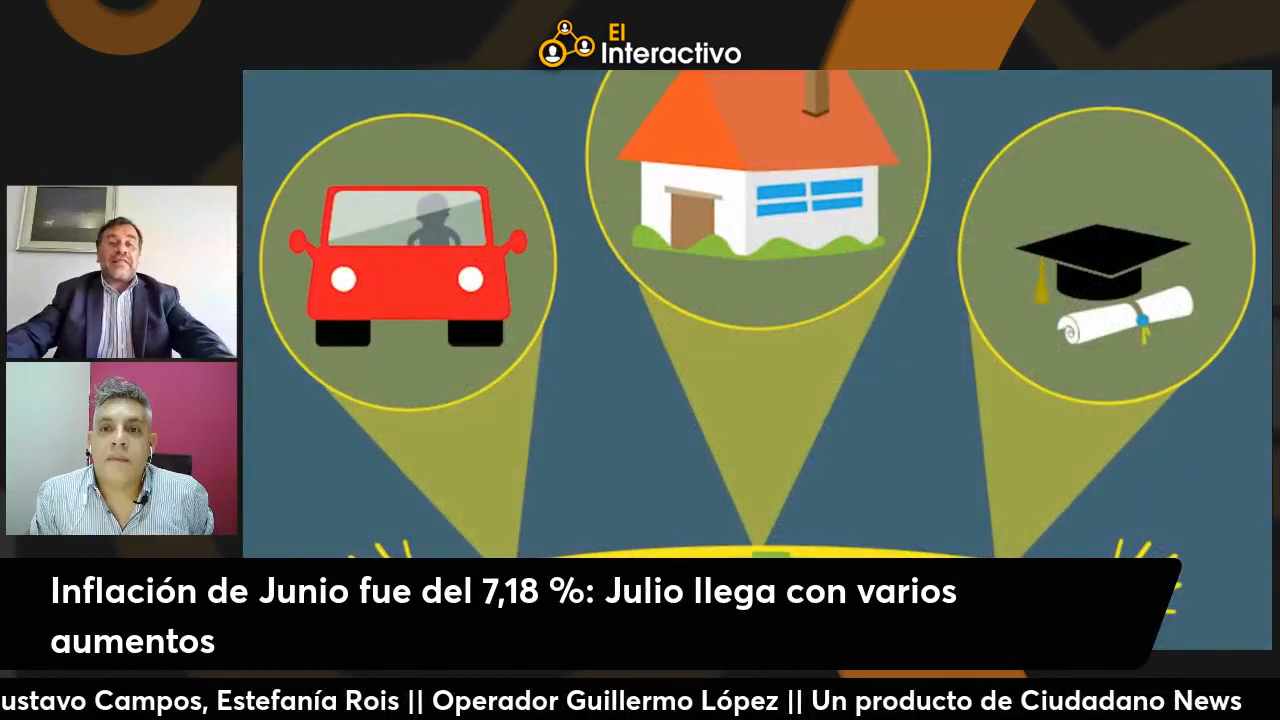 El
Interactivo
Inflación de Junio fue del 7,18 %: Julio llega con varios
aumentos
ustavo Campos, Estefanía Rois || Operador Guillermo López || Un producto de Ciudadano News